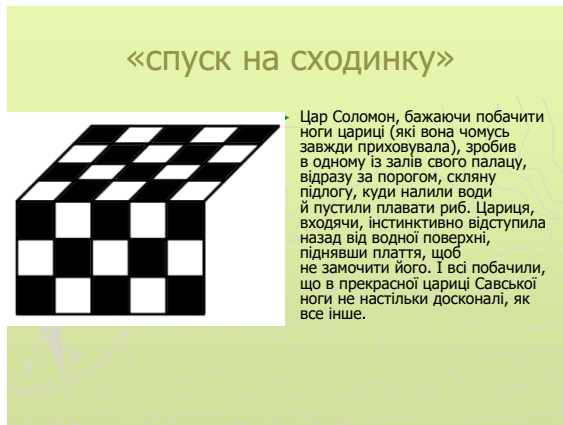 «спуск на сходинку»
Цар Соломон, бажаючи побачити
ноги цариці (які вона чомусь
завжди приховувала), зробив
в одному із залів свого палацу,
відразу за порогом, скляну
підлогу, куди налили води
й пустили плавати риб. Цариця,
входячи, інстинктивно відступила
назад від водної поверхні,
піднявши плаття, щоб
не замочити його. І всі побачили,
що в прекрасної цариці Савської
ноги не настільки досконалі, як
все інше.